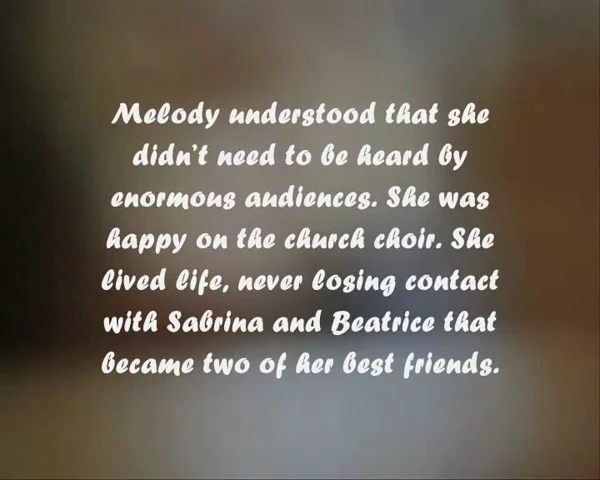 Melody understood that she
didn't need to be heard by
enormous audiences. She was
happy on the church choir. She
lived life, never losing contact
with Sabrina and Beatrice that
became two of her best friends.